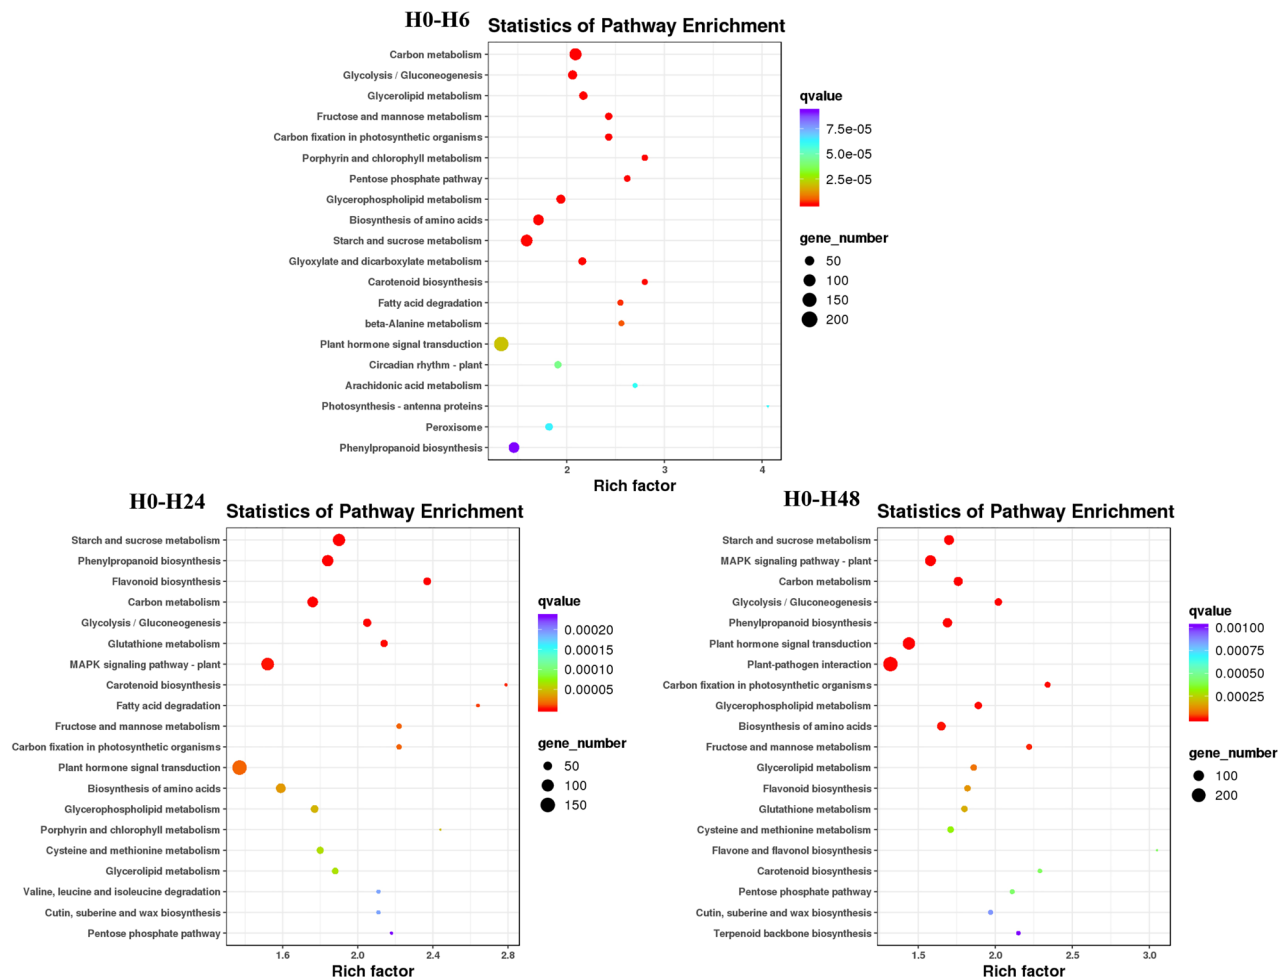 H0-H6
Statistics of Pathway Enrichment
Carbon metabolism
Glycolysis / Gluconeogenesis
Glycerolipid metabolism
Fructose and mannose metabolism
Carbon fixation in photosynthetic organisms
Porphyrin and chlorophyll metabolism
Pentose phosphate pathway
Glycerophospholipid metabolism
Biosynthesis of amino acids
Starch and sucrose metabolism
Glyoxylate and dicarboxylate metabolism
Carotenoid biosynthesis
Fatty acid degradation
beta-Alanine metabolism
Plant hormone signal transduction
Circadian rhythm - plant
Arachidonic acid metabolism
Photosynthesis - antenna proteins
Peroxisome
Phenylpropanoid biosynthesis
2 3 4
Rich factor
qvalue
7.5e-05
5.0e-05
2.5e-05
gene_number
50
100
150
200
H0-H24
Statistics of Pathway Enrichment
Starch and sucrose metabolism
Phenylpropanoid biosynthesis
Flavonoid biosynthesis
Carbon metabolism
Glycolysis / Gluconeogenesis
Glutathione metabolism
MAPK signaling pathway - plant
Carotenoid biosynthesis
Fatty acid degradation
Fructose and mannose metabolism
Carbon fixation in photosynthetic organisms
Plant hormone signal transduction
Biosynthesis of amino acids
Glycerophospholipid metabolism
Porphyrin and chlorophyll metabolism
Cysteine and methionine metabolism
Glycerolipid metabolism
Valine, leucine and isoleucine degradation
Cutin, suberine and wax biosynthesis
Pentose phosphate pathway
1.6 2.0 2.4 2.8
Rich factor
qvalue
0.00020
0.00015
0.00010
0.00005
gene_number
50
100
150
H0-H48
Statistics of Pathway Enrichment
Starch and sucrose metabolism
MAPK signaling pathway - plant
Carbon metabolism
Glycolysis / Gluconeogenesis
Phenylpropanoid biosynthesis
Plant hormone signal transduction
Plant-pathogen interaction
Carbon fixation in photosynthetic organisms
Glycerophospholipid metabolism
Biosynthesis of amino acids
Fructose and mannose metabolism
Glycerolipid metabolism
Flavonoid biosynthesis
Glutathione metabolism
Cysteine and methionine metabolism
Flavone and flavonol biosynthesis
Carotenoid biosynthesis
Pentose phosphate pathway
Cutin, suberine and wax biosynthesis
Terpenoid backbone biosynthesis
1.5 2.0 2.5 3.0
Rich factor
qvalue
0.00100
0.00075
0.00050
0.00025
gene_number
100
200